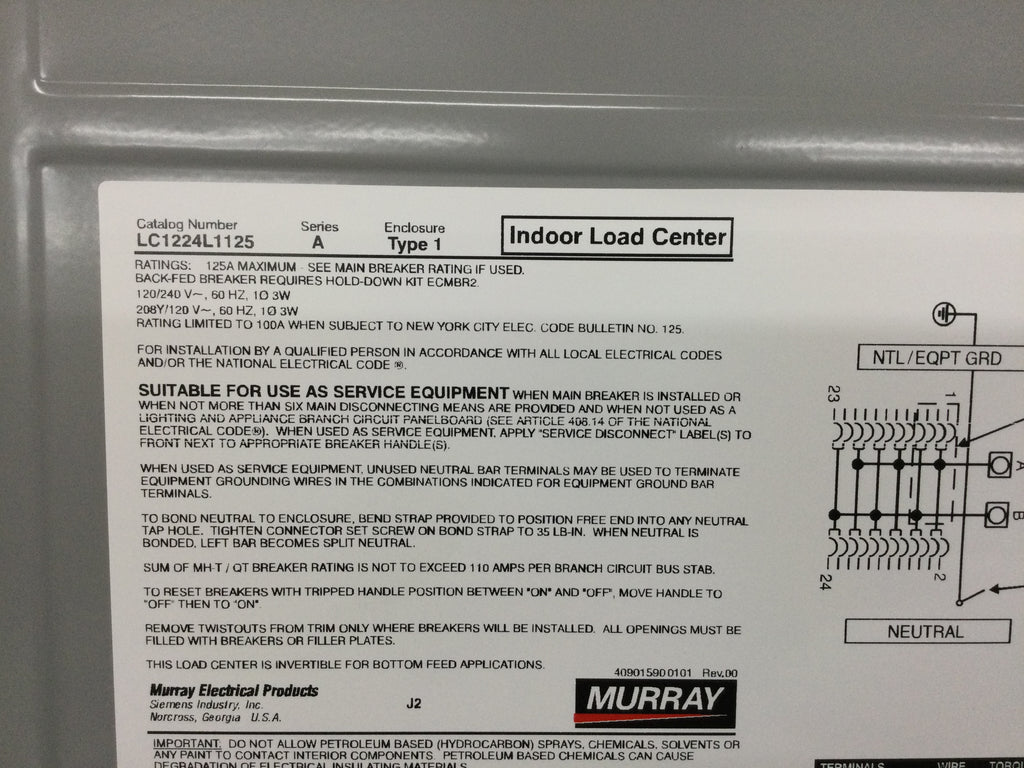 Catalog Number Series Enclosure
LC1224L1125 A Type 1
Indoor Load Center
RATINGS: 125A MAXIMUM - SEE MAIN BREAKER RATING IF USED.
BACK-FED BREAKER REQUIRES HOLD-DOWN KIT ECMBR2.
120/240 V~, 60 HZ, 1Ø 3W
208Y/120 V~, 60 HZ, 1Ø 3W
RATING LIMITED TO 100A WHEN SUBJECT TO NEW YORK CITY ELEC. CODE BULLETIN NO. 125.
FOR INSTALLATION BY A QUALIFIED PERSON IN ACCORDANCE WITH ALL LOCAL ELECTRICAL CODES
AND/OR THE NATIONAL ELECTRICAL CODE ®.
SUITABLE FOR USE AS SERVICE EQUIPMENT WHEN MAIN BREAKER IS INSTALLED OR
WHEN NOT MORE THAN SIX MAIN DISCONNECTING MEANS ARE PROVIDED AND WHEN NOT USED AS A
LIGHTING AND APPLIANCE BRANCH CIRCUIT PANELBOARD (SEE ARTICLE 408.14 OF THE NATIONAL
ELECTRICAL CODE®). WHEN USED AS SERVICE EQUIPMENT, APPLY "SERVICE DISCONNECT" LABEL(S) TO
FRONT NEXT TO APPROPRIATE BREAKER HANDLE(S).
WHEN USED AS SERVICE EQUIPMENT, UNUSED NEUTRAL BAR TERMINALS MAY BE USED TO TERMINATE
EQUIPMENT GROUNDING WIRES IN THE COMBINATIONS INDICATED FOR EQUIPMENT GROUND BAR
TERMINALS.
TO BOND NEUTRAL TO ENCLOSURE, BEND STRAP PROVIDED TO POSITION FREE END INTO ANY NEUTRAL
TAP HOLE. TIGHTEN CONNECTOR SET SCREW ON BOND STRAP TO 35 LB-IN. WHEN NEUTRAL IS
BONDED, LEFT BAR BECOMES SPLIT NEUTRAL.
SUM OF MH-T / QT BREAKER RATING IS NOT TO EXCEED 110 AMPS PER BRANCH CIRCUIT BUS STAB.
TO RESET BREAKERS WITH TRIPPED HANDLE POSITION BETWEEN "ON" AND "OFF", MOVE HANDLE TO
"OFF" THEN TO "ON".
REMOVE TWISTOUTS FROM TRIM ONLY WHERE BREAKERS WILL BE INSTALLED. ALL OPENINGS MUST BE
FILLED WITH BREAKERS OR FILLER PLATES.
THIS LOAD CENTER IS INVERTIBLE FOR BOTTOM FEED APPLICATIONS.
409015900101 Rev.00
Murray Electrical Products
Siemens Industry, Inc.
Norcross, Georgia U.S.A.
J2
MURRAY
IMPORTANT: DO NOT ALLOW PETROLEUM BASED (HYDROCARBON) SPRAYS, CHEMICALS, SOLVENTS OR
ANY PAINT TO CONTACT INTERIOR COMPONENTS. PETROLEUM BASED CHEMICALS CAN CAUSE
DEGRADATION OF ELECTRICAL INSULATING MATERIALS.
NTL/EQPT GRD
23 1
A
B
24 2
NEUTRAL
TERMINALS WIRE